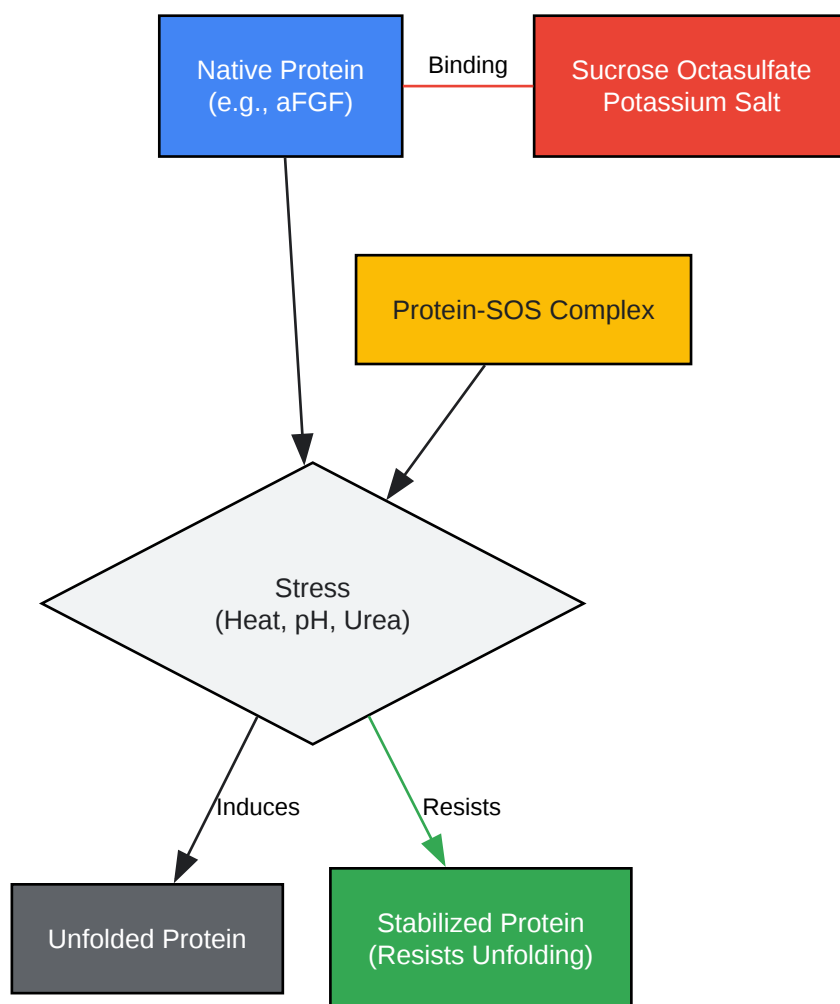 Native Protein
(e.g., aFGF)
Binding
Sucrose Octasulfate
Potassium Salt
Protein-SOS Complex
Stress
(Heat, pH, Urea)
Induces
Resists
Unfolded Protein
Stabilized Protein
(Resists Unfolding)